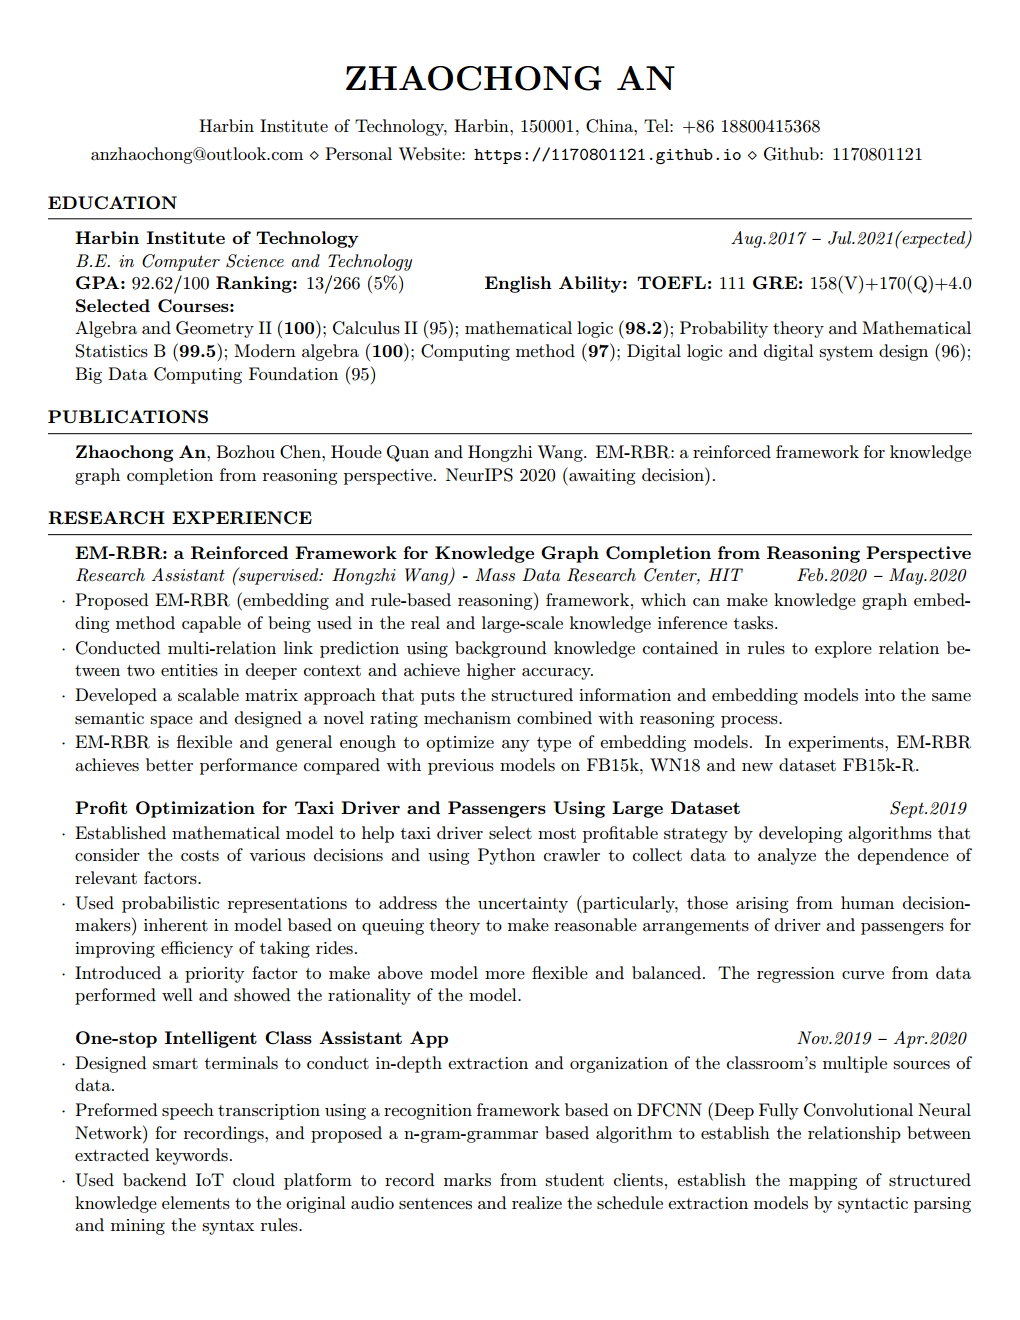 ZHAOCHONG AN
Harbin Institute of Technology, Harbin, 150001, China, Tel: +86 18800415368
anzhaochong@outlook.com ⋄ Personal Website: https://1170801121.github.io ⋄ Github: 1170801121
EDUCATION
Harbin Institute of Technology Aug.2017 – Jul.2021(expected)
B.E. in Computer Science and Technology
GPA: 92.62/100 Ranking: 13/266 (5%) English Ability: TOEFL: 111 GRE: 158(V)+170(Q)+4.0
Selected Courses:
Algebra and Geometry II (100); Calculus II (95); mathematical logic (98.2); Probability theory and Mathematical
Statistics B (99.5); Modern algebra (100); Computing method (97); Digital logic and digital system design (96);
Big Data Computing Foundation (95)
PUBLICATIONS
Zhaochong An, Bozhou Chen, Houde Quan and Hongzhi Wang. EM-RBR: a reinforced framework for knowledge
graph completion from reasoning perspective. NeurIPS 2020 (awaiting decision).
RESEARCH EXPERIENCE
EM-RBR: a Reinforced Framework for Knowledge Graph Completion from Reasoning Perspective
Research Assistant (supervised: Hongzhi Wang) - Mass Data Research Center, HIT Feb.2020 – May.2020
· Proposed EM-RBR (embedding and rule-based reasoning) framework, which can make knowledge graph embed-
ding method capable of being used in the real and large-scale knowledge inference tasks.
· Conducted multi-relation link prediction using background knowledge contained in rules to explore relation be-
tween two entities in deeper context and achieve higher accuracy.
· Developed a scalable matrix approach that puts the structured information and embedding models into the same
semantic space and designed a novel rating mechanism combined with reasoning process.
· EM-RBR is flexible and general enough to optimize any type of embedding models. In experiments, EM-RBR
achieves better performance compared with previous models on FB15k, WN18 and new dataset FB15k-R.
Profit Optimization for Taxi Driver and Passengers Using Large Dataset Sept.2019
· Established mathematical model to help taxi driver select most profitable strategy by developing algorithms that
consider the costs of various decisions and using Python crawler to collect data to analyze the dependence of
relevant factors.
· Used probabilistic representations to address the uncertainty (particularly, those arising from human decision-
makers) inherent in model based on queuing theory to make reasonable arrangements of driver and passengers for
improving efficiency of taking rides.
· Introduced a priority factor to make above model more flexible and balanced. The regression curve from data
performed well and showed the rationality of the model.
One-stop Intelligent Class Assistant App Nov.2019 – Apr.2020
· Designed smart terminals to conduct in-depth extraction and organization of the classroom's multiple sources of
data.
· Preformed speech transcription using a recognition framework based on DFCNN (Deep Fully Convolutional Neural
Network) for recordings, and proposed a n-gram-grammar based algorithm to establish the relationship between
extracted keywords.
· Used backend IoT cloud platform to record marks from student clients, establish the mapping of structured
knowledge elements to the original audio sentences and realize the schedule extraction models by syntactic parsing
and mining the syntax rules.